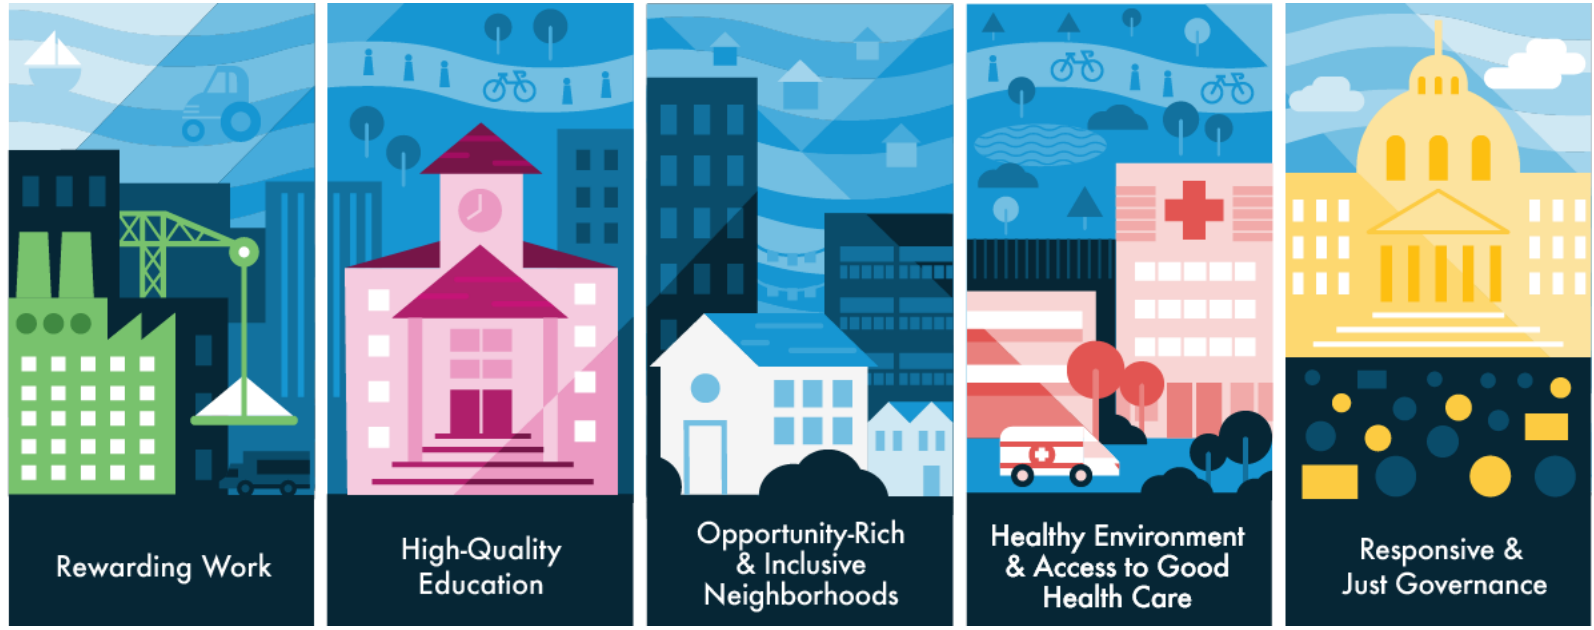 Rewarding Work
High-Quality
Education
Opportunity-Rich
& Inclusive
Neighborhoods
Healthy Environment
& Access to Good
Health Care
Responsive &
Just Governance